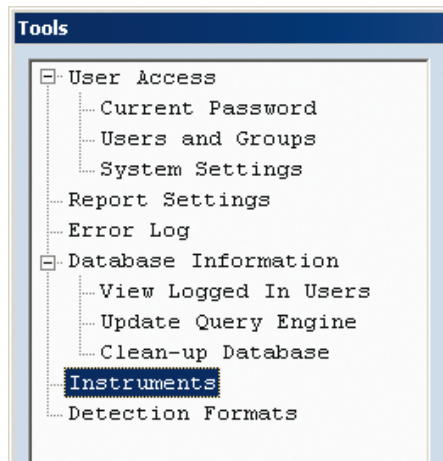 Tools
User Access
Current Password
Users and Groups
System Settings
Report Settings
Error Log
Database Information
View Logged In Users
Update Query Engine
Clean-up Database
Instruments
Detection Formats